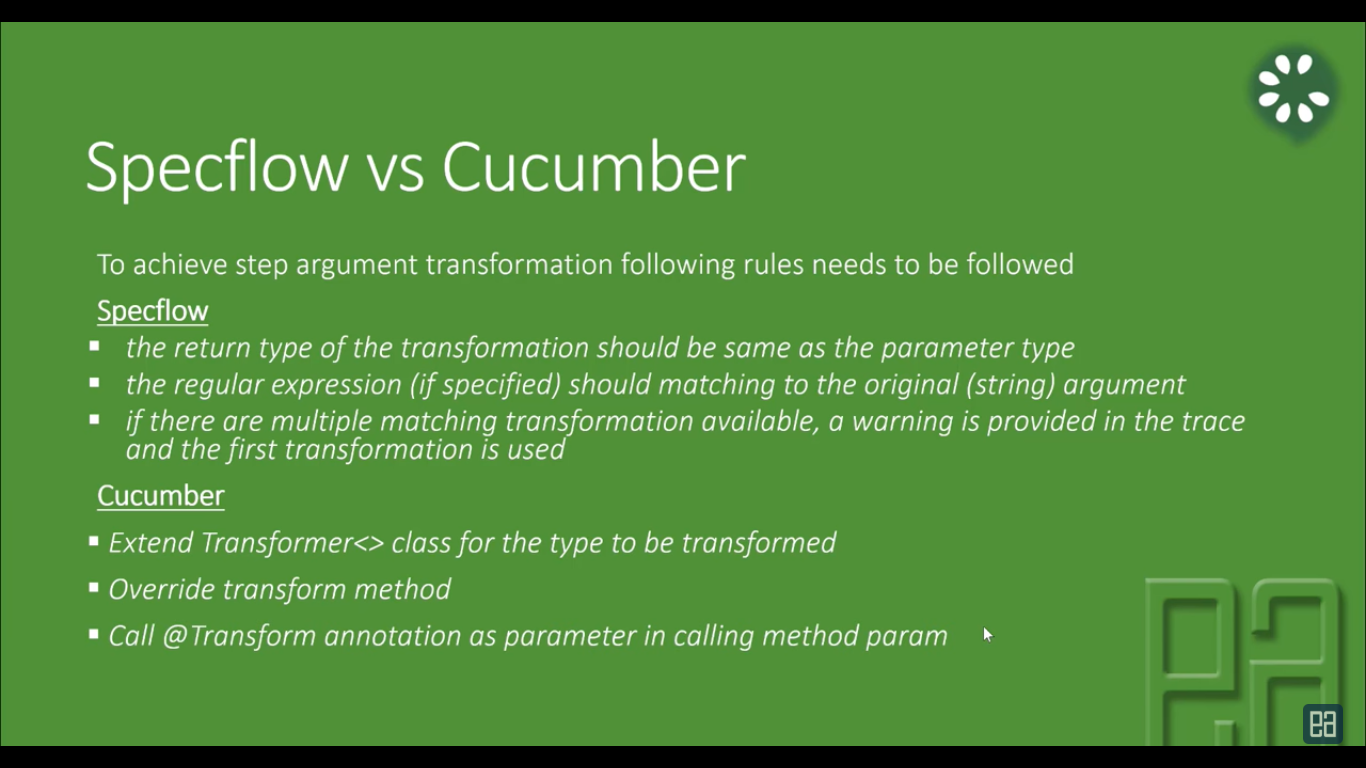 Specflow vs Cucumber
To achieve step argument transformation following rules needs to be followed
Specflow
▪ the return type of the transformation should be same as the parameter type
▪ the regular expression (if specified) should matching to the original (string) argument
▪ if there are multiple matching transformation available, a warning is provided in the trace
and the first transformation is used
Cucumber
▪ Extend Transformer<> class for the type to be transformed
▪ Override transform method
▪ Call @Transform annotation as parameter in calling method param
ea
ea